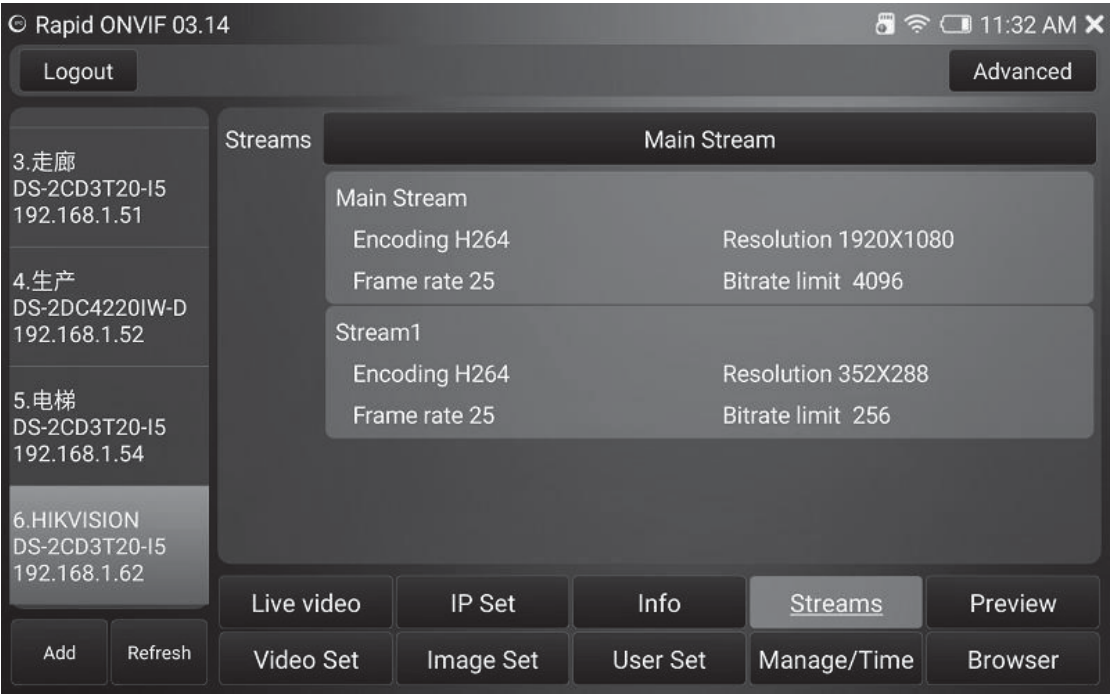 Rapid ONVIF 03.14
11:32 AM
Logout
Advanced
3.走廊
DS-2CD3T20-I5
192.168.1.51
4.生产
DS-2DC4220IW-D
192.168.1.52
5.电梯
DS-2CD3T20-I5
192.168.1.54
6.HIKVISION
DS-2CD3T20-I5
192.168.1.62
Add
Refresh
Streams
Main Stream
Main Stream
Encoding H264
Resolution 1920X1080
Frame rate 25
Bitrate limit 4096
Stream1
Encoding H264
Resolution 352X288
Frame rate 25
Bitrate limit 256
Live video
IP Set
Info
Streams
Preview
Video Set
Image Set
User Set
Manage/Time
Browser